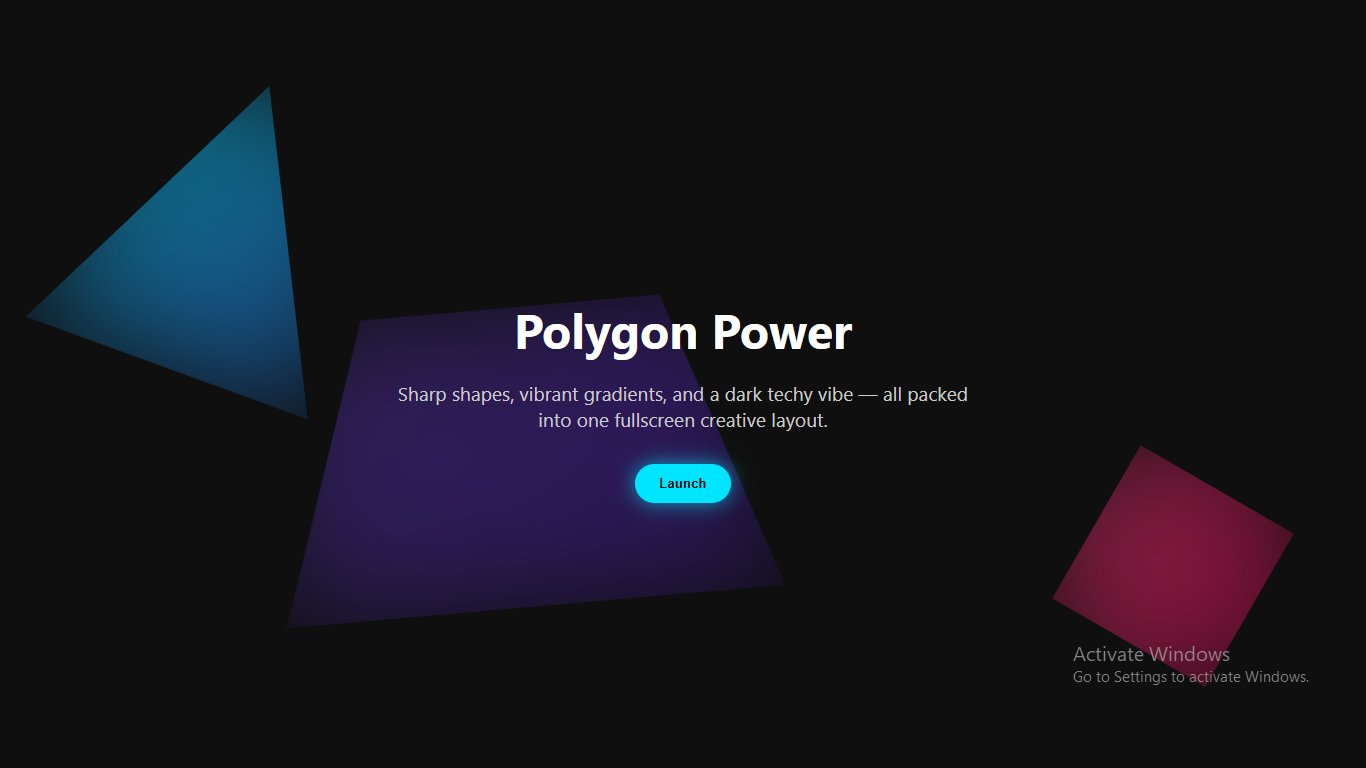 Polygon Power
Sharp shapes, vibrant gradients, and a dark techy vibe — all packed
into one fullscreen creative layout.
Launch
Activate Windows
Go to Settings to activate Windows.